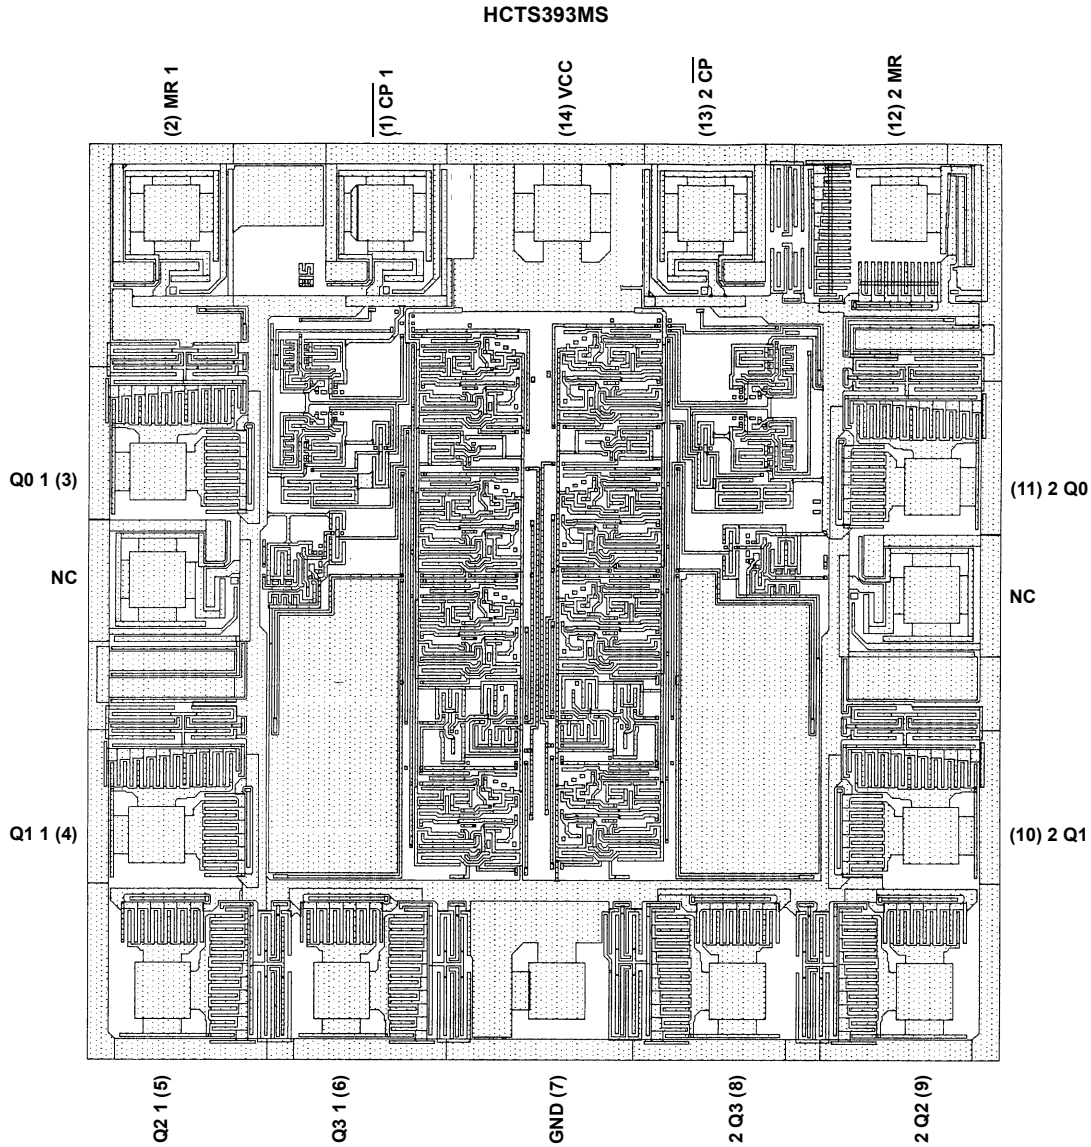 HCTS393MS
(2) MR 1
(1) CP 1
(14) VCC
(13) 2 CP
(12) 2 MR
Q0 1 (3)
(11) 2 Q0
NC
NC
Q1 1 (4)
(10) 2 Q1
Q2 1 (5)
Q3 1 (6)
GND (7)
2 Q3 (8)
2 Q2 (9)